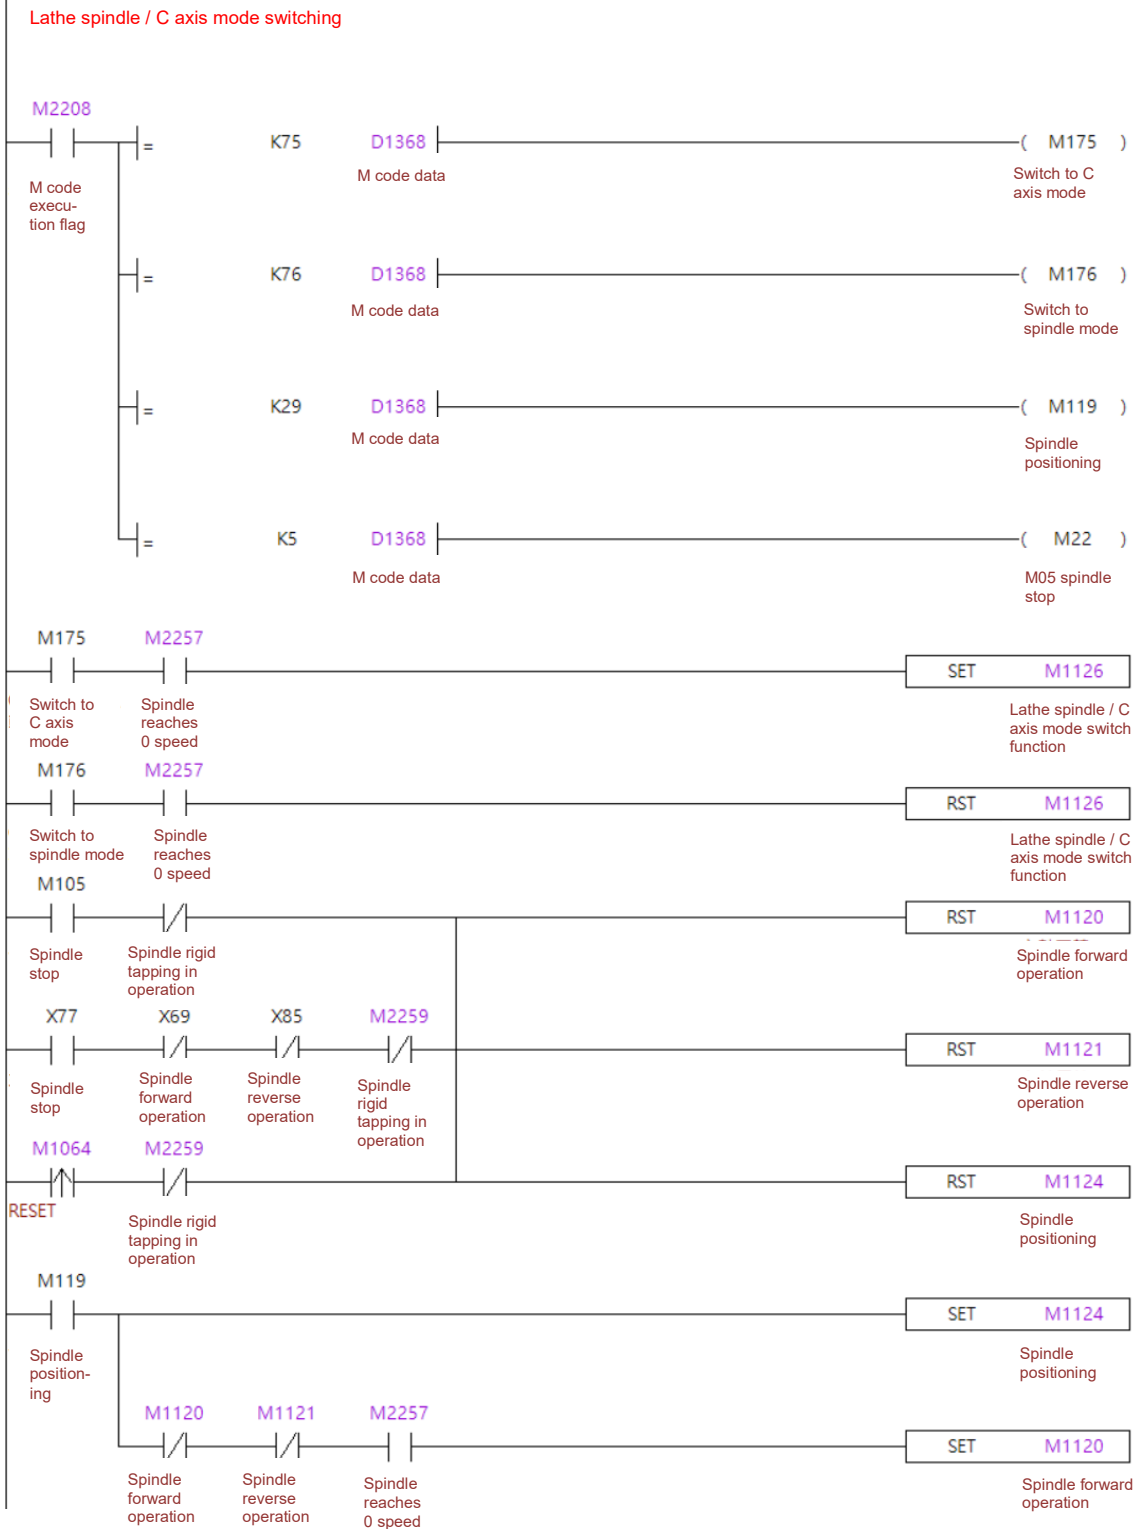 Lathe spindle / C axis mode switching
M2208
= K75 D1368 ( M175 )
M code
execu-
tion flag
M code data
Switch to C
axis mode
= K76 D1368 ( M176 )
M code data
Switch to
spindle mode
= K29 D1368 ( M119 )
M code data
Spindle
positioning
= K5 D1368 ( M22 )
M code data
M05 spindle
stop
M175 M2257
SET M1126
Switch to
C axis
mode
Spindle
reaches
0 speed
Lathe spindle / C
axis mode switch
function
M176 M2257
RST M1126
Switch to
spindle mode
Spindle
reaches
0 speed
Lathe spindle / C
axis mode switch
function
M105
RST M1120
Spindle
stop
Spindle rigid
tapping in
operation
Spindle forward
operation
X77 X69 X85 M2259
RST M1121
Spindle
stop
Spindle
forward
operation
Spindle
reverse
operation
Spindle
rigid
tapping in
operation
Spindle reverse
operation
M1064 M2259
RST M1124
RESET
Spindle rigid
tapping in
operation
Spindle
positioning
M119
SET M1124
Spindle
position-
ing
Spindle
positioning
M1120 M1121 M2257
SET M1120
Spindle
forward
operation
Spindle
reverse
operation
Spindle
reaches
0 speed
Spindle forward
operation